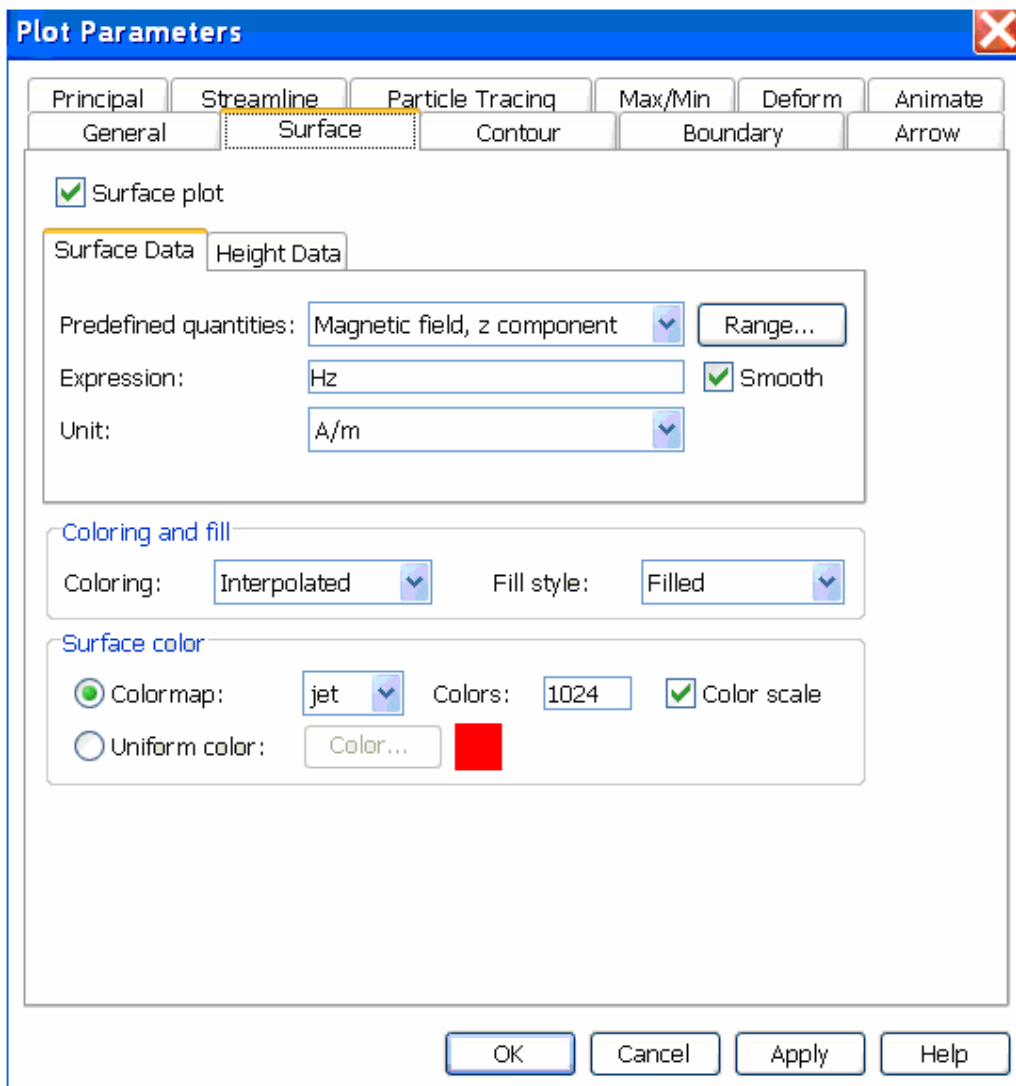 Plot Parameters
Principal Streamline Particle Tracing Max/Min Deform Animate
General Surface Contour Boundary Arrow
Surface plot
Surface Data Height Data
Predefined quantities: Magnetic field, z component Range...
Expression: Hz Smooth
Unit: A/m
Coloring and fill
Coloring: Interpolated Fill style: Filled
Surface color
Colormap: jet Colors: 1024 Color scale
Uniform color: Color...
OK Cancel Apply Help